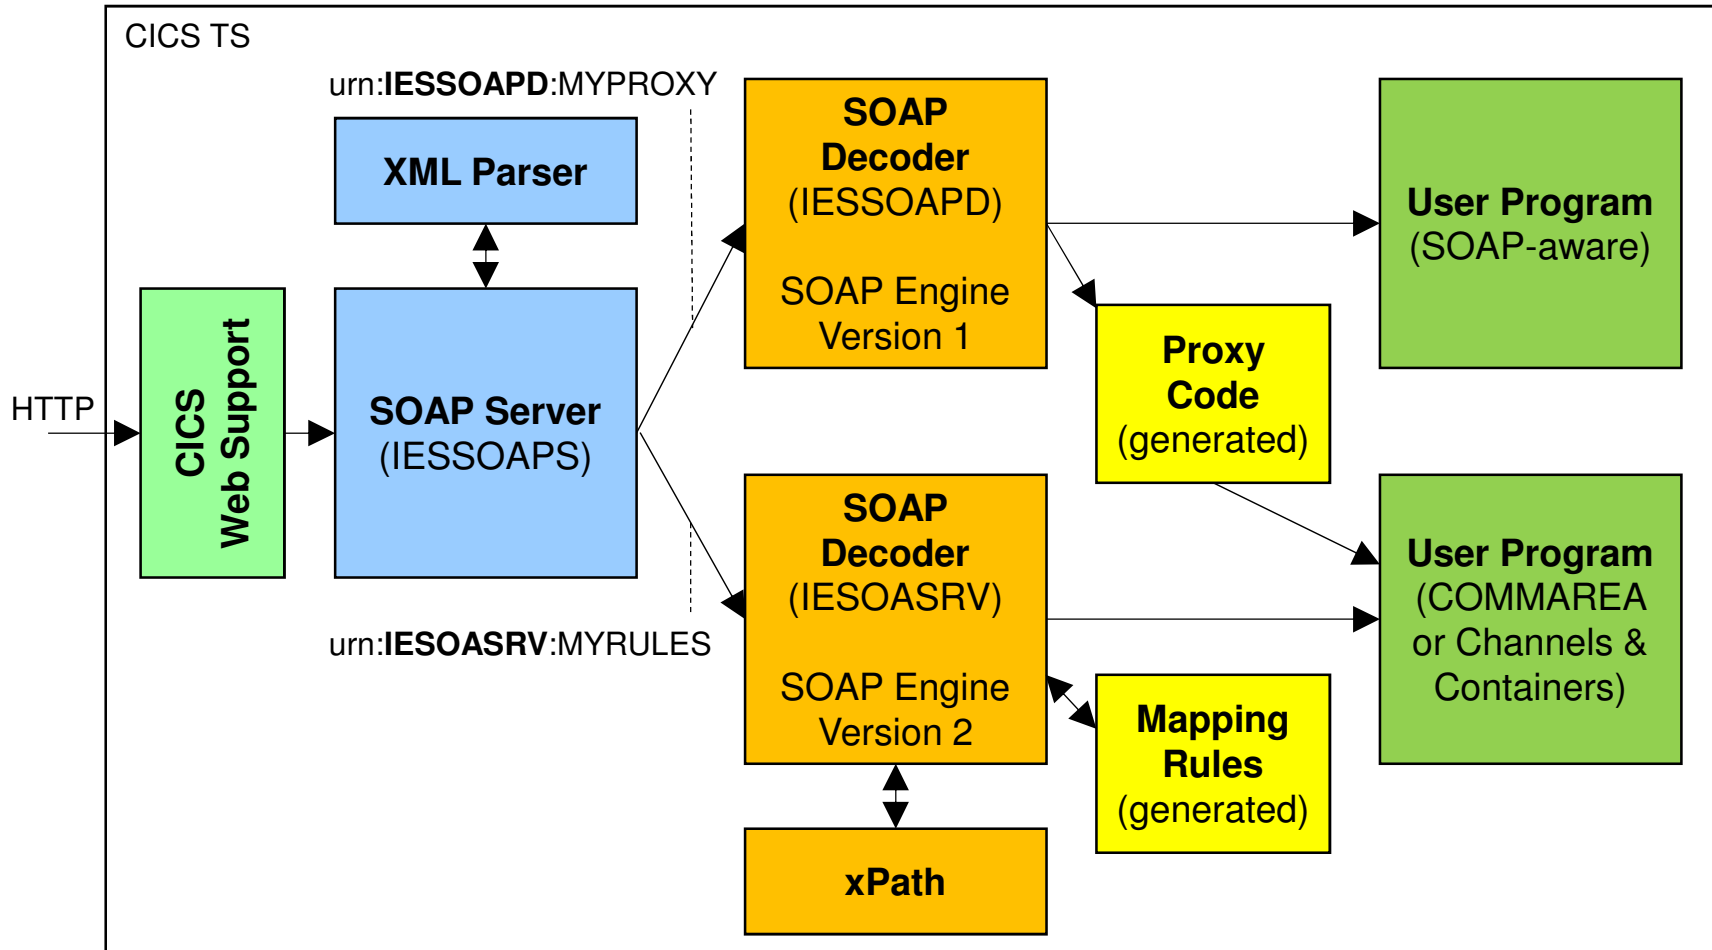 CICS TS
urn:IESSOAPD:MYPROXY
XML Parser
HTTP
CICS
Web Support
SOAP Server
(IESSOAPS)
urn:IESOASRV:MYRULES
SOAP
Decoder
(IESSOAPD)
SOAP Engine
Version 1
SOAP
Decoder
(IESOASRV)
SOAP Engine
Version 2
xPath
Proxy
Code
(generated)
Mapping
Rules
(generated)
User Program
(SOAP-aware)
User Program
(COMMAREA
or Channels &
Containers)